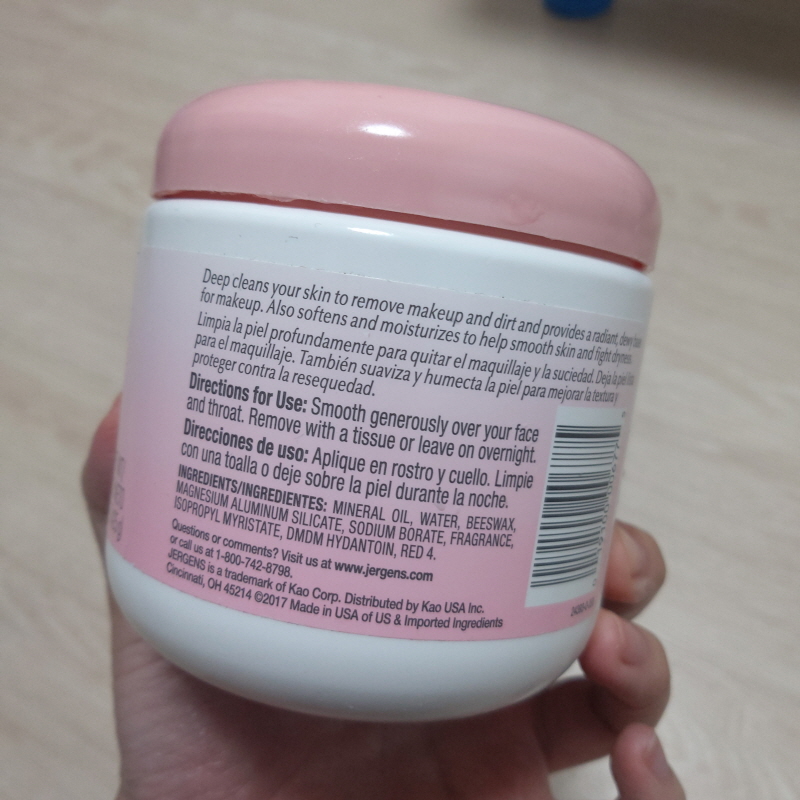 Deep cleans your skin to remove makeup and dirt and provides a radiant, dewy
for makeup. Also softens and moisturizes to help smooth skin and fight dryness.
Limpia la piel profundamente para quitar el maquillaje y la suciedad. Deja la piel
para el maquillaje. También suaviza y humecta la piel para mejorar la textura y
proteger contra la resequedad.
Directions for Use: Smooth generously over your face
and throat. Remove with a tissue or leave on overnight.
Direcciones de uso: Aplique en rostro y cuello. Limpie
con una toalla o deje sobre la piel durante la noche.
INGREDIENTS/INGREDIENTES: MINERAL OIL, WATER, BEESWAX,
MAGNESIUM ALUMINUM SILICATE, SODIUM BORATE, FRAGRANCE,
ISOPROPYL MYRISTATE, DMDM HYDANTOIN, RED 4.
Questions or comments? Visit us at www.jergens.com
or call us at 1-800-742-8798.
JERGENS is a trademark of Kao Corp. Distributed by Kao USA Inc.
Cincinnati, OH 45214 ©2017 Made in USA of US & Imported Ingredients